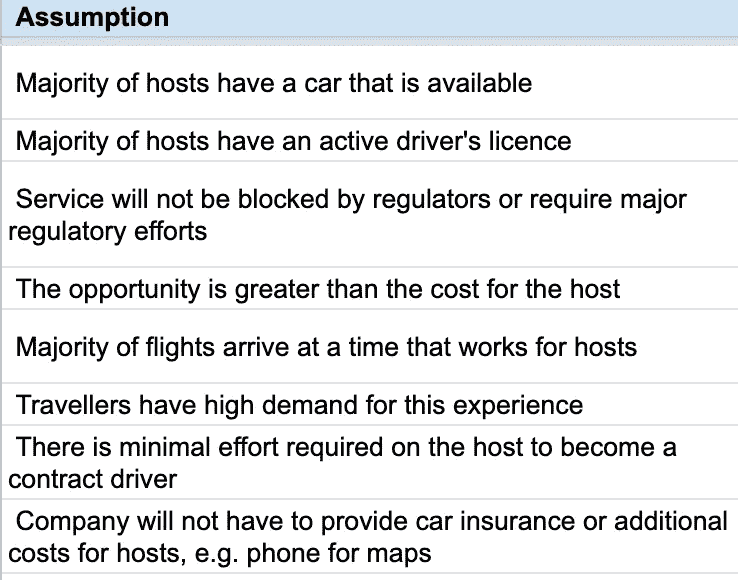 Assumption
Majority of hosts have a car that is available
Majority of hosts have an active driver's licence
Service will not be blocked by regulators or require major
regulatory efforts
The opportunity is greater than the cost for the host
Majority of flights arrive at a time that works for hosts
Travellers have high demand for this experience
There is minimal effort required on the host to become a
contract driver
Company will not have to provide car insurance or additional
costs for hosts, e.g. phone for maps